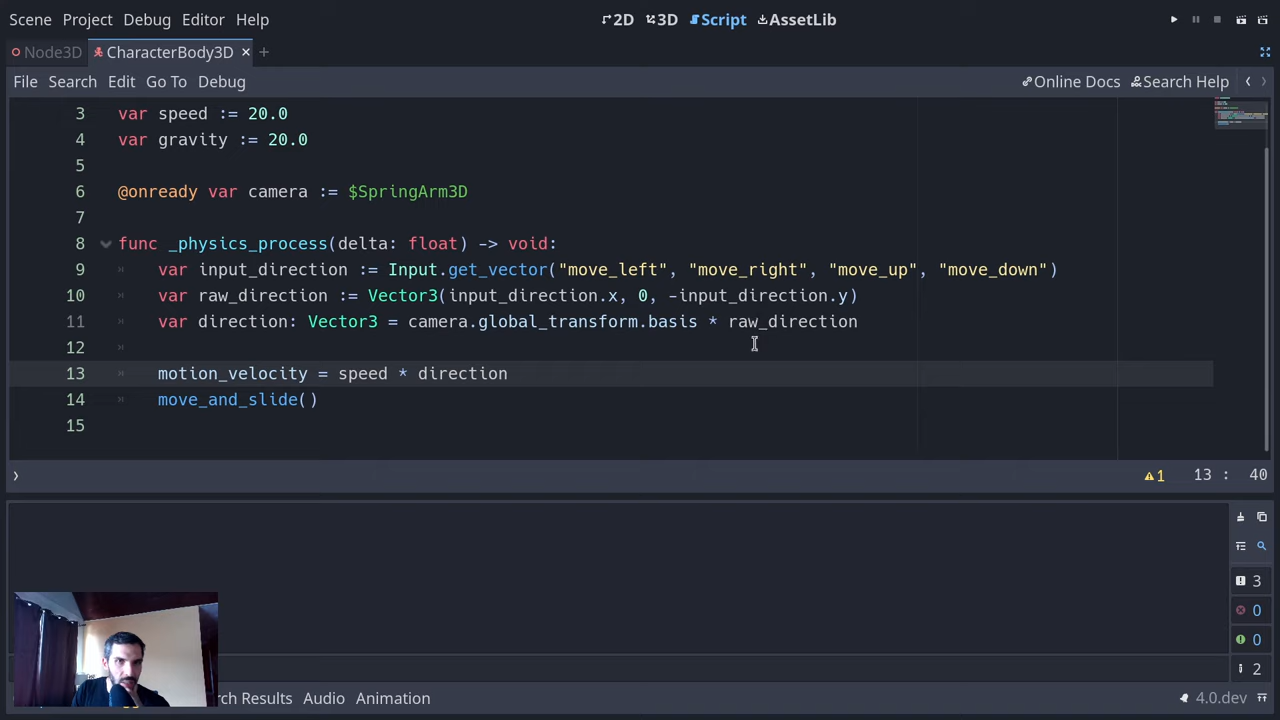 Scene Project Debug Editor Help 2D 3D Script AssetLib
Node3D CharacterBody3D × +
File Search Edit Go To Debug Online Docs Search Help
3 var speed := 20.0
4 var gravity := 20.0
5
6 @onready var camera := $SpringArm3D
7
8 func _physics_process(delta: float) -> void:
9 var input_direction := Input.get_vector("move_left", "move_right", "move_up", "move_down")
10 var raw_direction := Vector3(input_direction.x, 0, -input_direction.y)
11 var direction: Vector3 = camera.global_transform.basis * raw_direction
12
13 motion_velocity = speed * direction
14 move_and_slide()
15
1 13 : 40
3
0
0
2
rch Results Audio Animation 4.0.dev